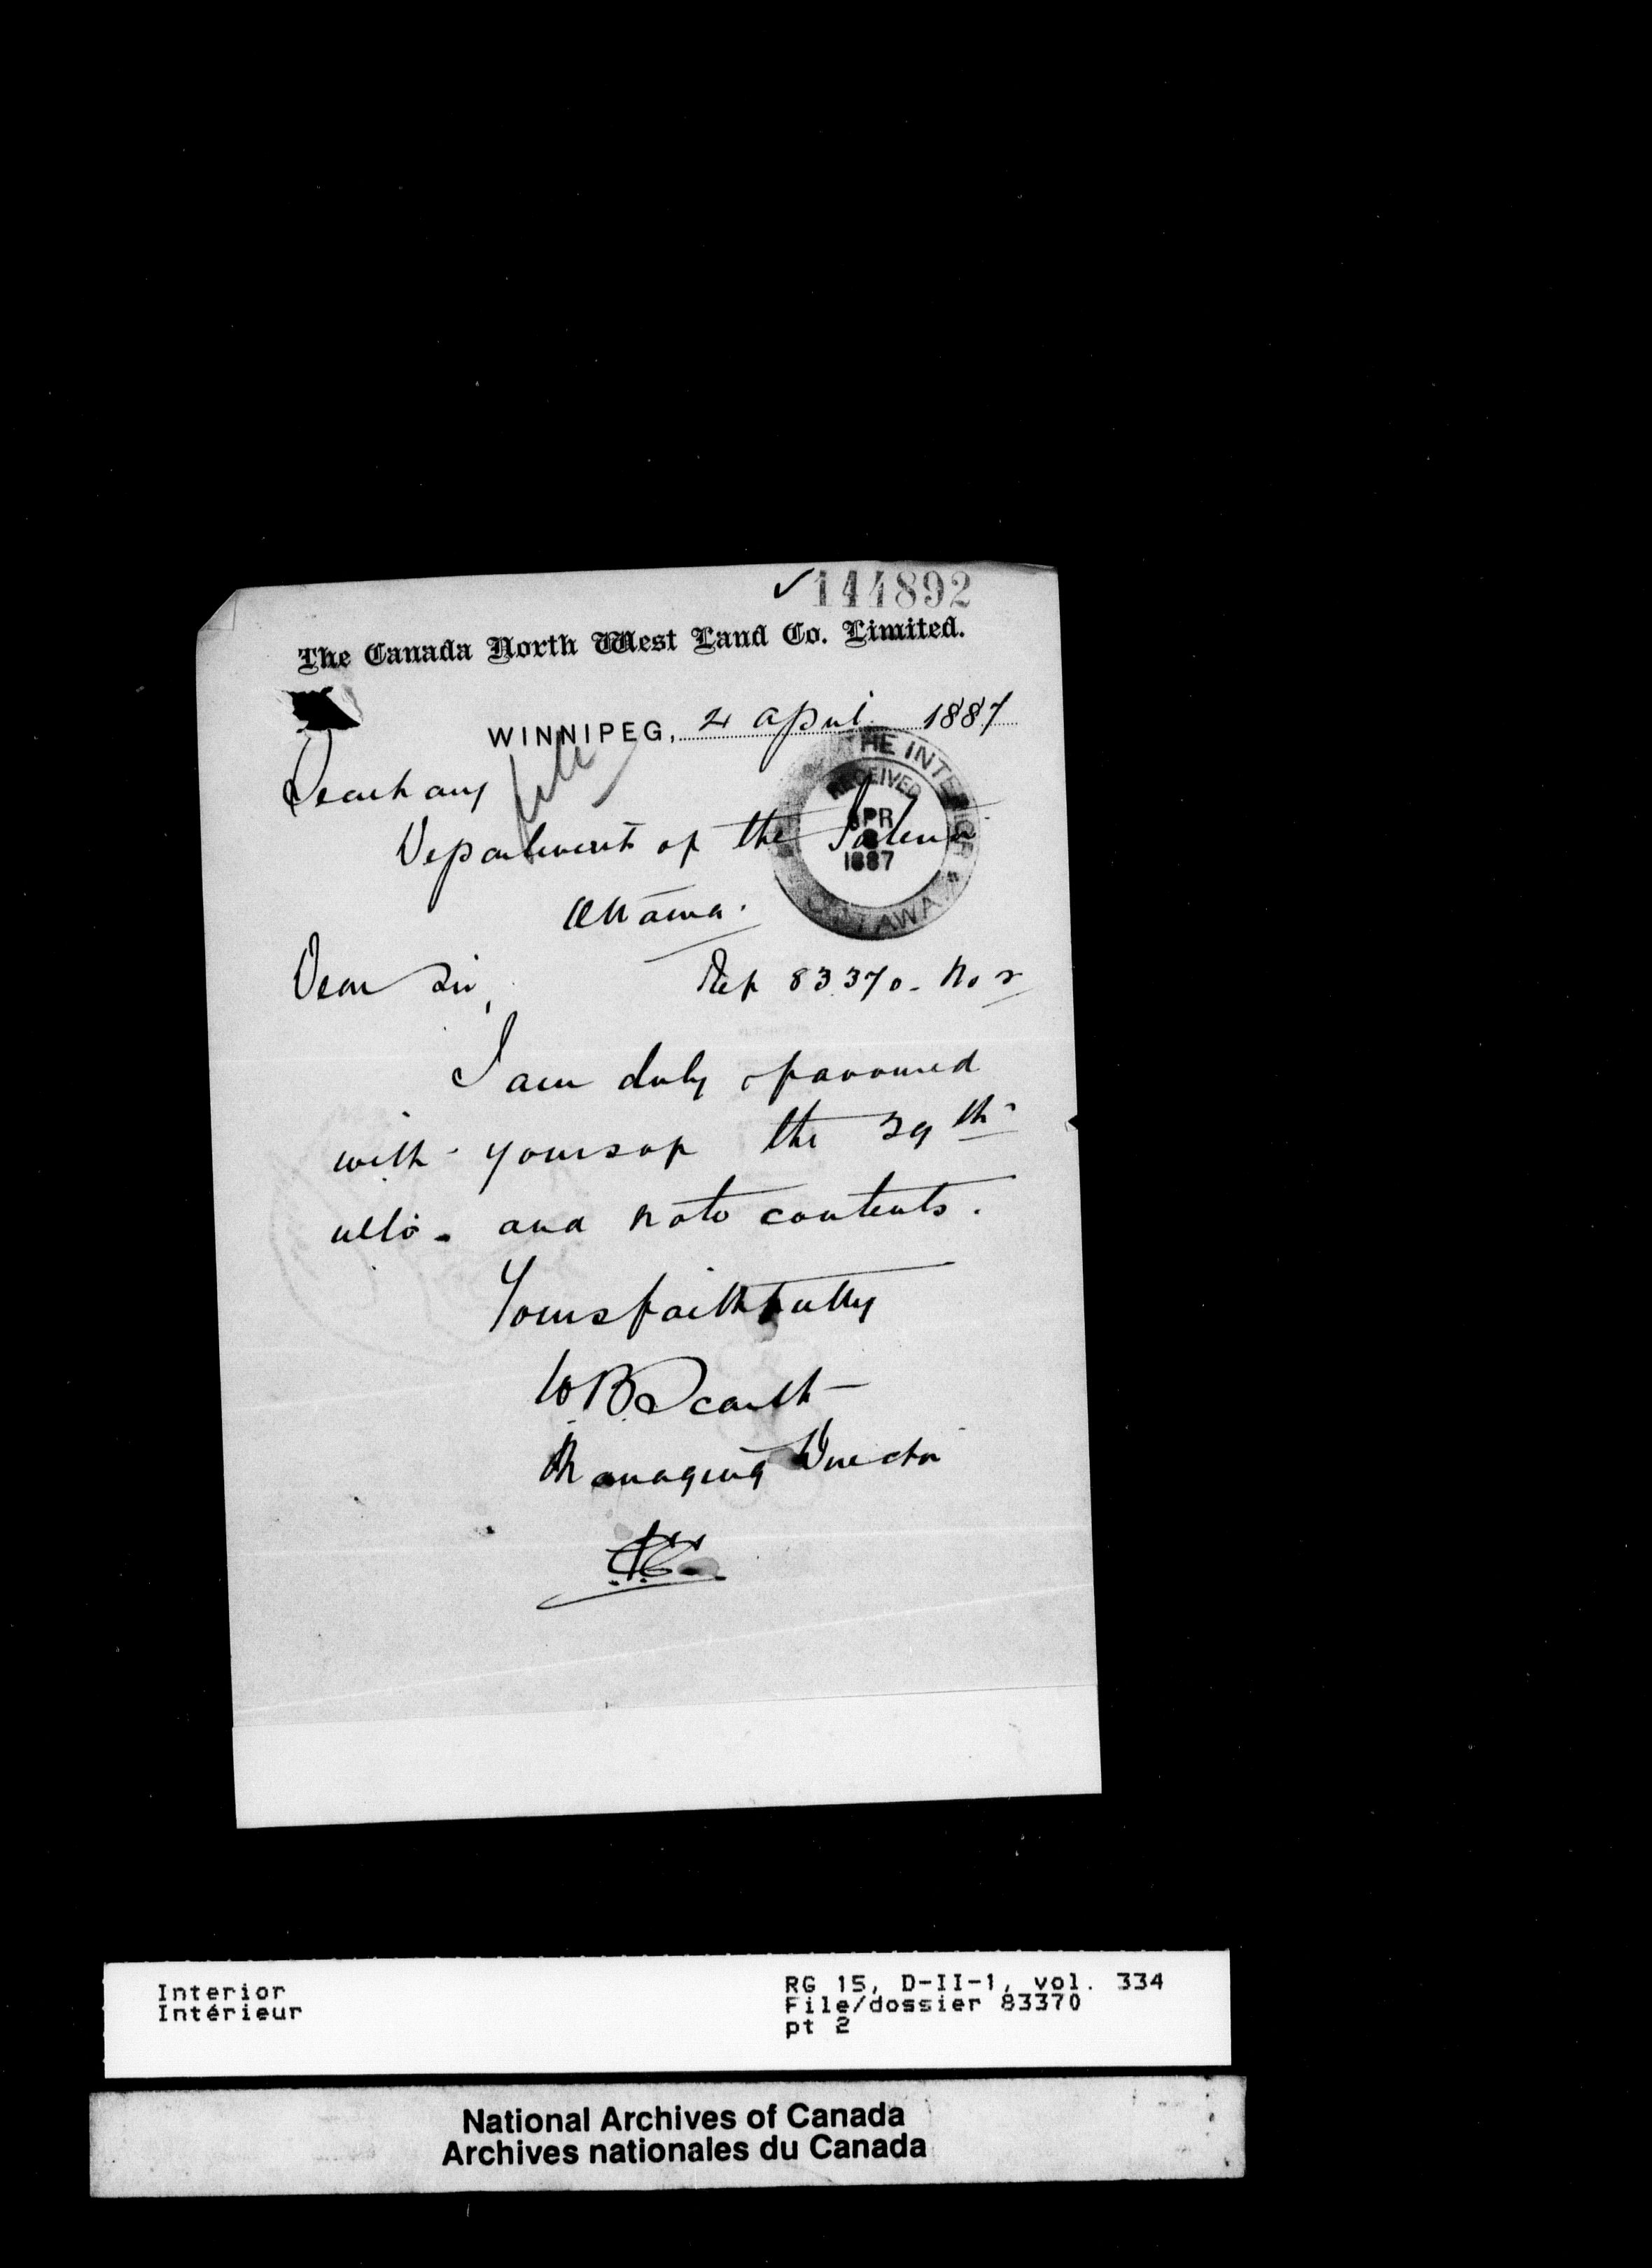 144892
The Canada North West Land Co. Limited.
WINNIPEG, 4 April 1887
file
Secretary
Department of the Interior
Ottawa.
THE INTERIOR
RECEIVED
APR
1887
OTTAWA
Dear Sir, Ref 83370. No 2
I am duly favoured
with yours of the 29th
ulto. and note contents.
Yours faithfully
W B Scarth
Managing Director
Interior
Intérieur
RG 15, D-II-1, vol. 334
File/dossier 83370
pt 2
National Archives of Canada
Archives nationales du Canada